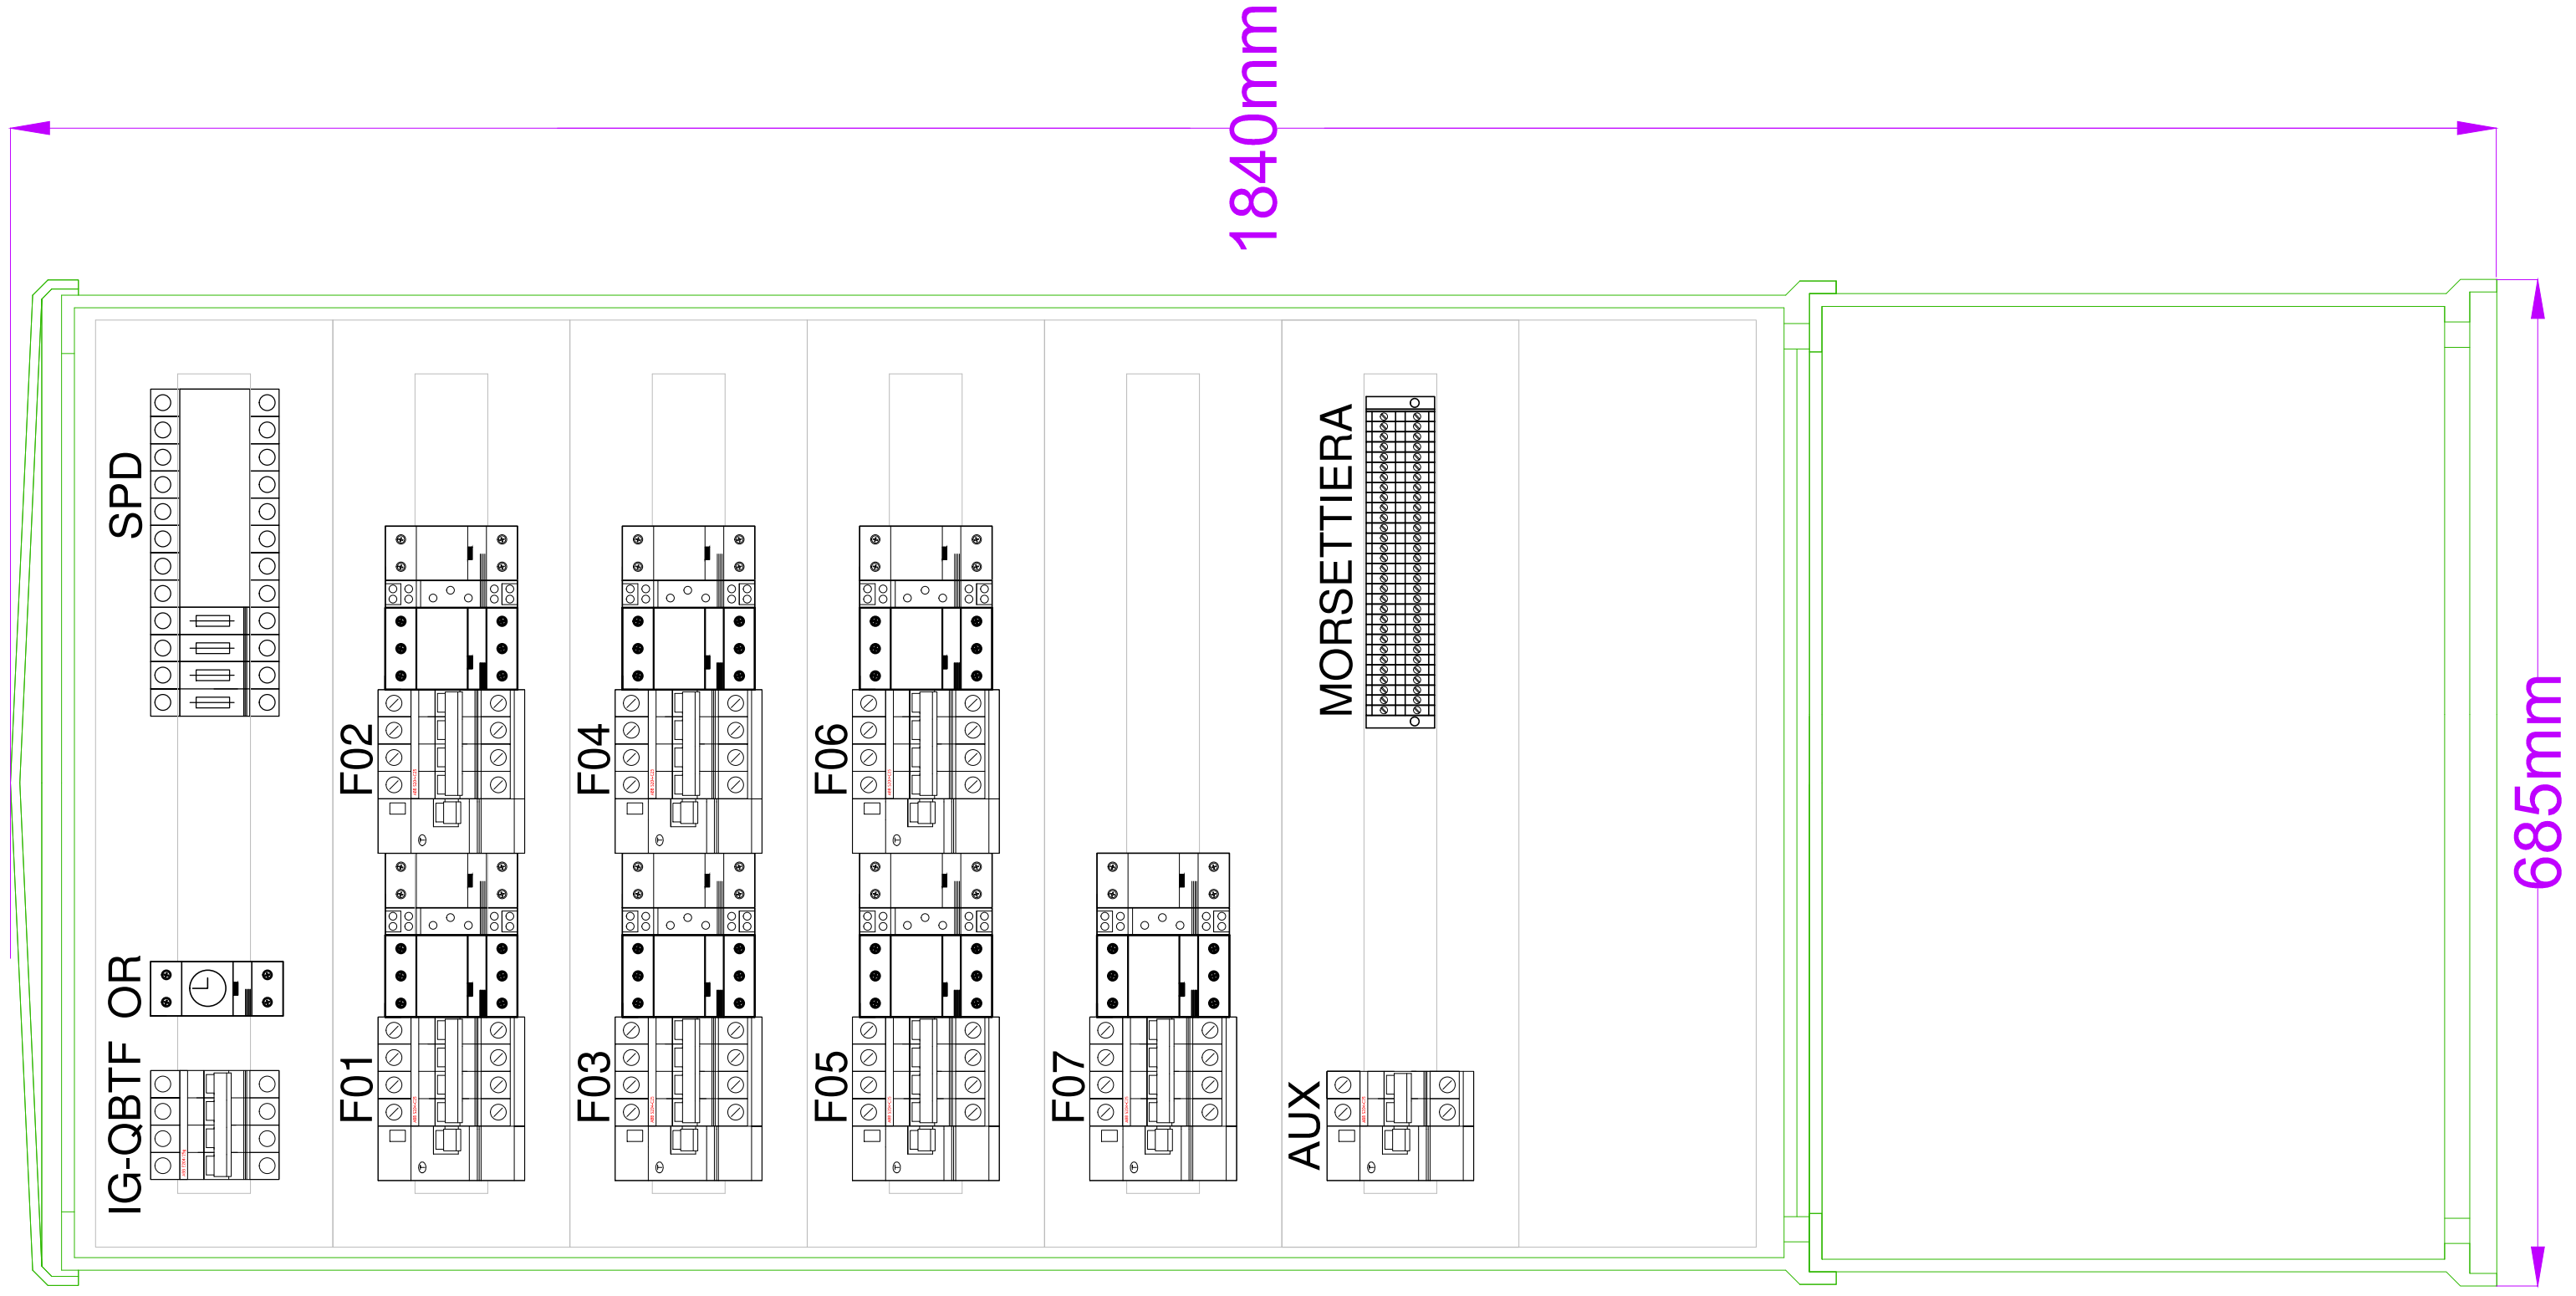 1840mm
SPD
IG-QBTF
OR
F02
F01
F04
F03
F06
F05
F07
MORSETTIERA
AUX
685mm